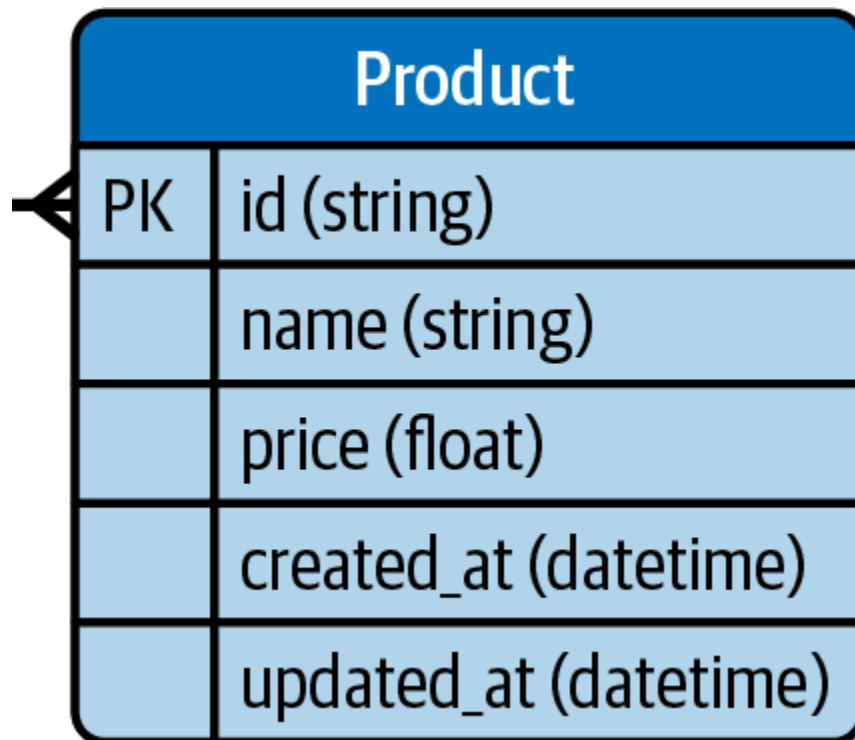 Product
PK id (string)
name (string)
price (float)
created_at (datetime)
updated_at (datetime)